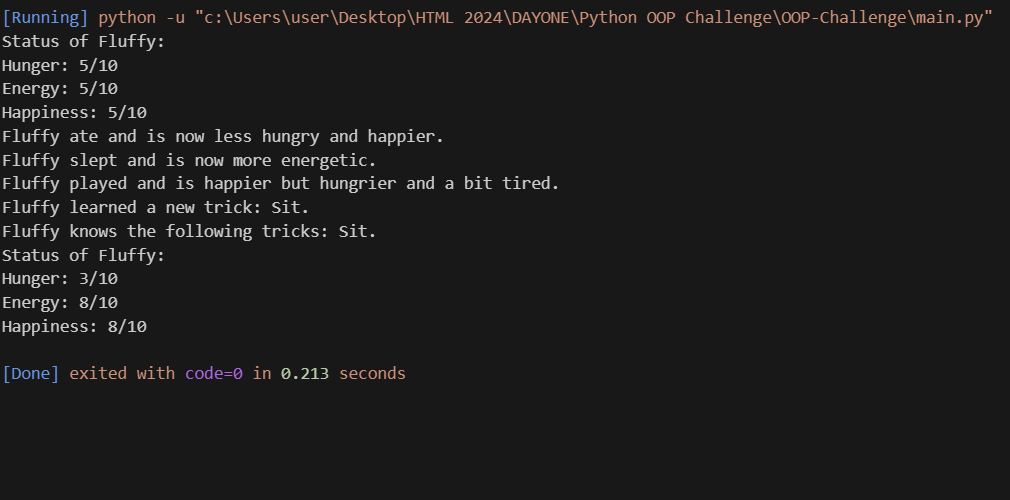 [Running] python -u "c:\Users\user\Desktop\HTML 2024\DAYONE\Python OOP Challenge\OOP-Challenge\main.py"
Status of Fluffy:
Hunger: 5/10
Energy: 5/10
Happiness: 5/10
Fluffy ate and is now less hungry and happier.
Fluffy slept and is now more energetic.
Fluffy played and is happier but hungrier and a bit tired.
Fluffy learned a new trick: Sit.
Fluffy knows the following tricks: Sit.
Status of Fluffy:
Hunger: 3/10
Energy: 8/10
Happiness: 8/10
[Done] exited with code=0 in 0.213 seconds